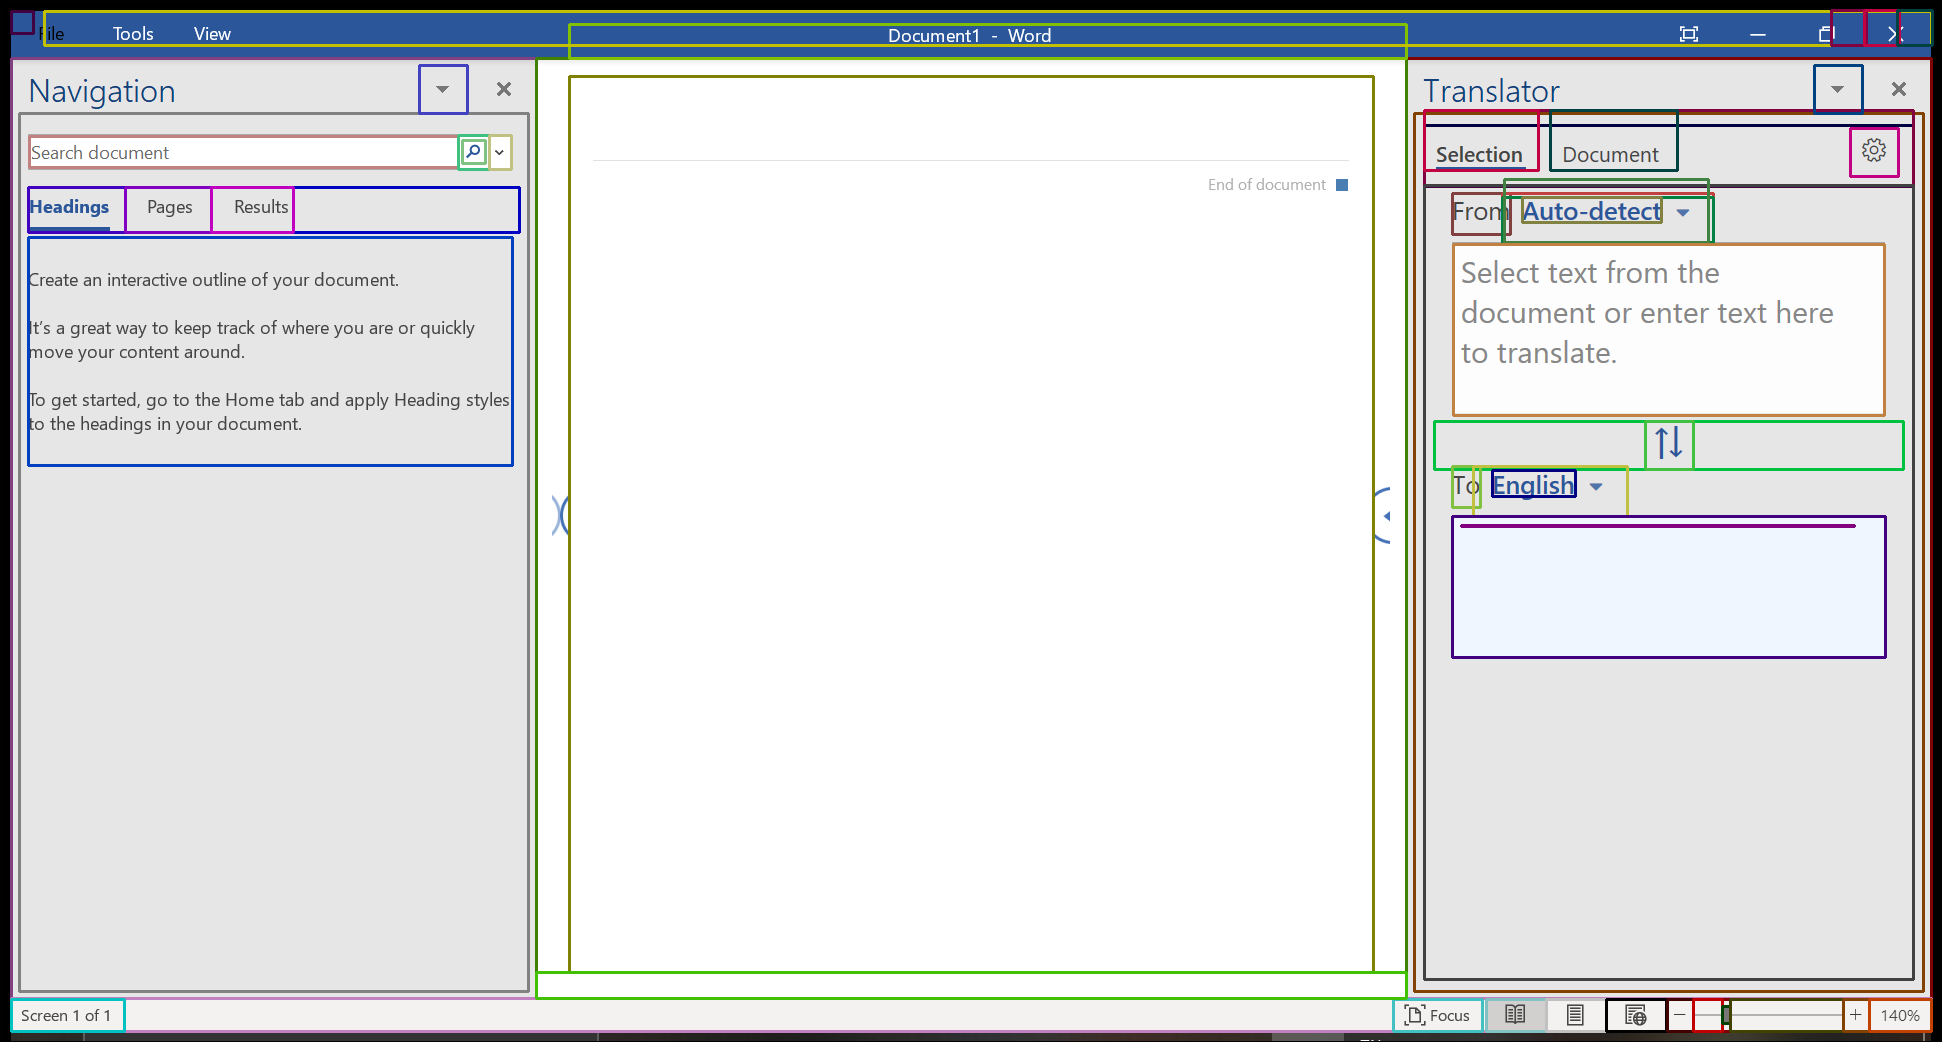 File Tools View Document1 - Word
Navigation
Search document
Headings Pages Results
Create an interactive outline of your document.
It's a great way to keep track of where you are or quickly
move your content around.
To get started, go to the Home tab and apply Heading styles
to the headings in your document.
End of document
Translator
Selection Document
From Auto-detect
Select text from the
document or enter text here
to translate.
To English
Screen 1 of 1 Focus 140%